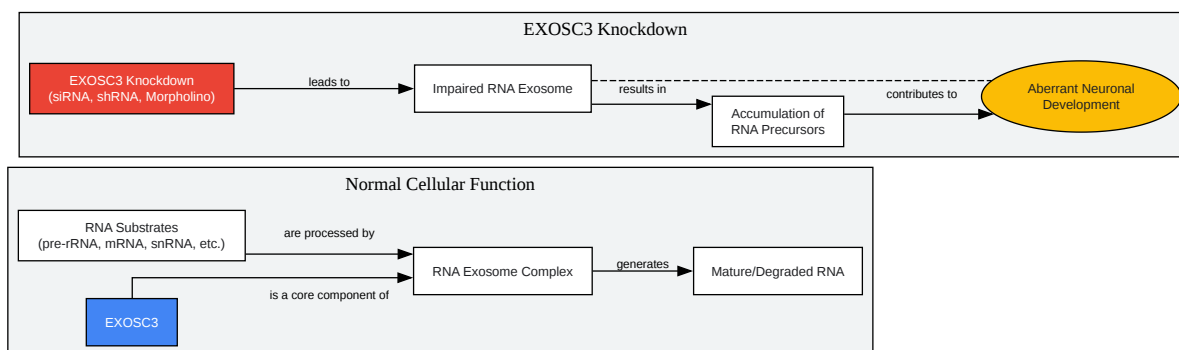 EXOSC3 Knockdown
EXOSC3 Knockdown
(siRNA, shRNA, Morpholino)
leads to
Impaired RNA Exosome
results in
Accumulation of
RNA Precursors
contributes to
Aberrant Neuronal
Development
Normal Cellular Function
RNA Substrates
(pre-rRNA, mRNA, snRNA, etc.)
are processed by
RNA Exosome Complex
generates
Mature/Degraded RNA
is a core component of
EXOSC3